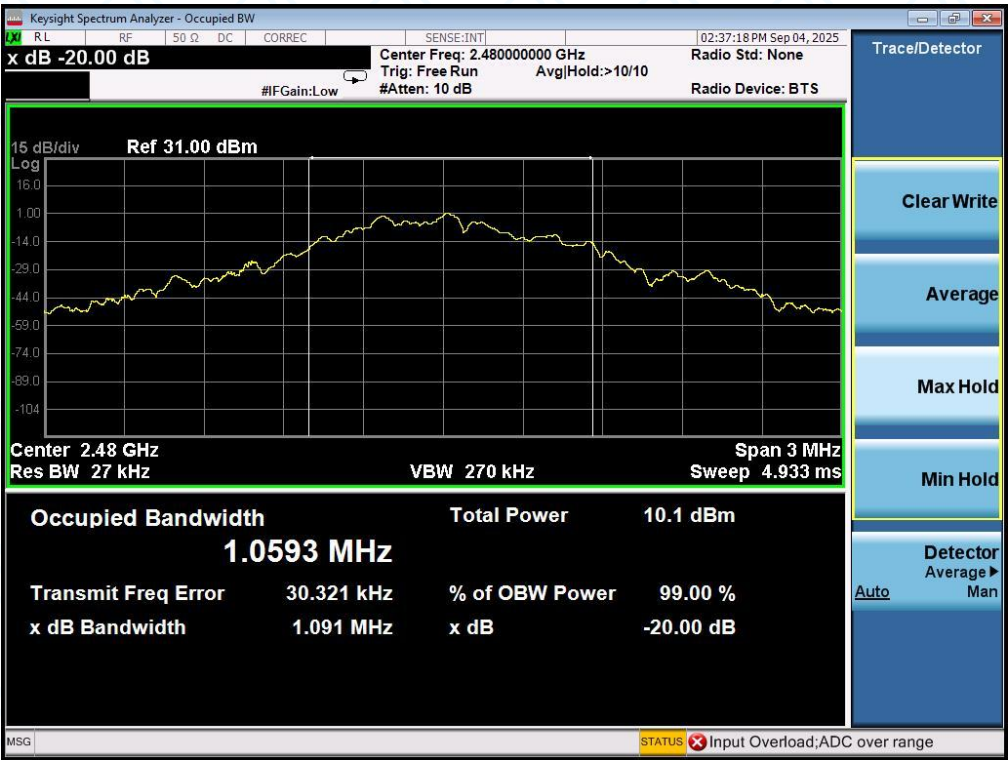 Keysight Spectrum Analyzer - Occupied BW
LXI RL RF 50 Ω DC CORREC SENSE:INT 02:37:18 PM Sep 04, 2025
x dB -20.00 dB
Center Freq: 2.480000000 GHz
Radio Std: None
Trig: Free Run
Avg|Hold:>10/10
#IFGain:Low
#Atten: 10 dB
Radio Device: BTS
Trace/Detector
15 dB/div
Ref 31.00 dBm
Log
16.0
1.00
-14.0
-29.0
-44.0
-59.0
-74.0
-89.0
-104
Center 2.48 GHz
Span 3 MHz
Res BW 27 kHz
VBW 270 kHz
Sweep 4.933 ms
Clear Write
Average
Max Hold
Min Hold
Detector
Average▶
Auto Man
Occupied Bandwidth
Total Power 10.1 dBm
1.0593 MHz
Transmit Freq Error 30.321 kHz
% of OBW Power 99.00 %
x dB Bandwidth 1.091 MHz
x dB -20.00 dB
MSG
STATUS
Input Overload;ADC over range